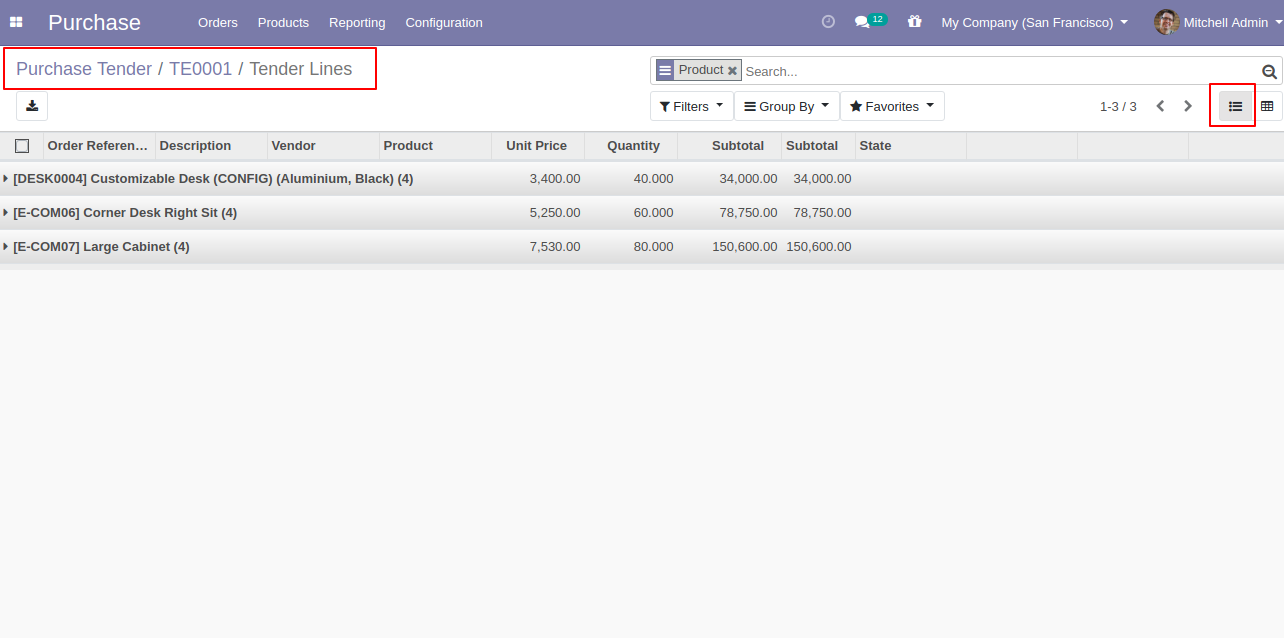 Purchase Orders Products Reporting Configuration 12 My Company (San Francisco) Mitchell Admin
Purchase Tender / TE0001 / Tender Lines
Product Search...
Filters Group By Favorites 1-3 / 3
Order Referen... Description Vendor Product Unit Price Quantity Subtotal Subtotal State
[DESK0004] Customizable Desk (CONFIG) (Aluminium, Black) (4) 3,400.00 40.000 34,000.00 34,000.00
[E-COM06] Corner Desk Right Sit (4) 5,250.00 60.000 78,750.00 78,750.00
[E-COM07] Large Cabinet (4) 7,530.00 80.000 150,600.00 150,600.00